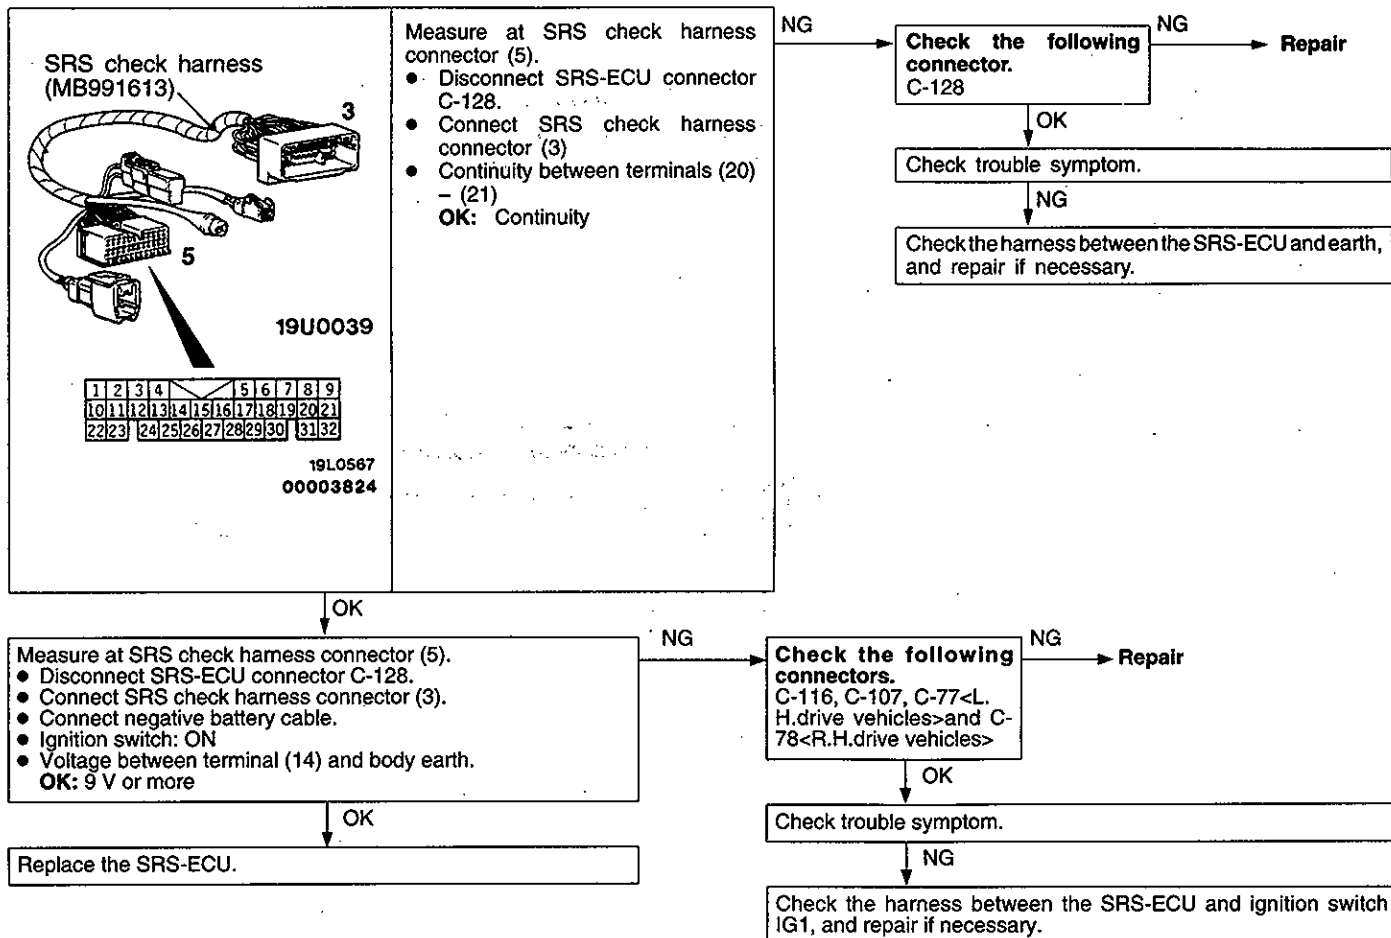 SRS check harness
(MB991613)
3
5
19U0039
1 2 3 4 5 6 7 8 9
10 11 12 13 14 15 16 17 18 19 20 21
22 23 24 25 26 27 28 29 30 31 32
19L0567
00003824
Measure at SRS check harness
connector (5).
● Disconnect SRS-ECU connector
C-128.
● Connect SRS check harness
connector (3)
● Continuity between terminals (20)
– (21)
OK: Continuity
NG
Check the following
connector.
C-128
NG
Repair
OK
Check trouble symptom.
NG
Check the harness between the SRS-ECU and earth,
and repair if necessary.
OK
Measure at SRS check harness connector (5).
● Disconnect SRS-ECU connector C-128.
● Connect SRS check harness connector (3).
● Connect negative battery cable.
● Ignition switch: ON
● Voltage between terminal (14) and body earth.
OK: 9 V or more
NG
Check the following
connectors.
C-116, C-107, C-77<L.
H.drive vehicles>and C-
78<R.H.drive vehicles>
NG
Repair
OK
Check trouble symptom.
NG
Check the harness between the SRS-ECU and ignition switch
IG1, and repair if necessary.
OK
Replace the SRS-ECU.